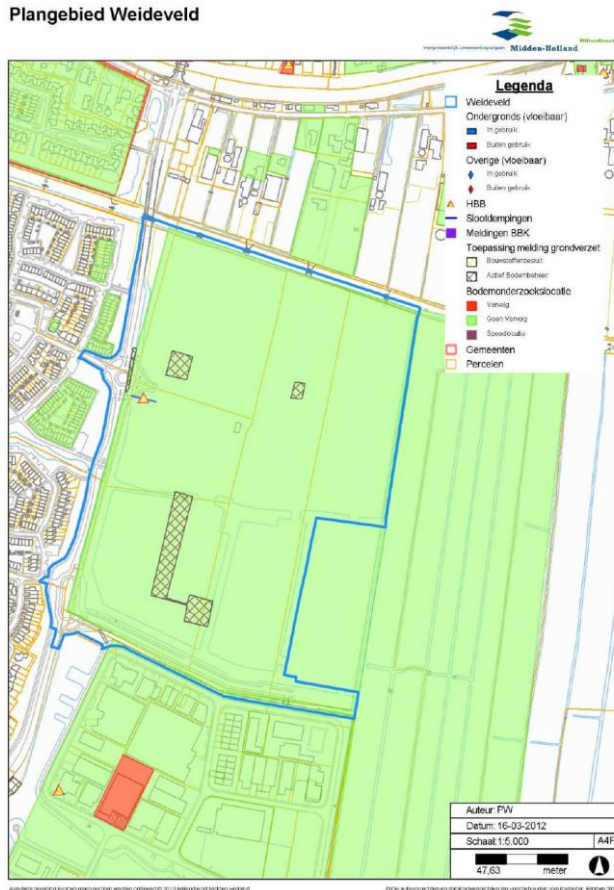 Plangebied Weideveld
Midden-Holland
Legenda
Weideveld
Ondergronds (vloeibaar)
In gebruik
Buiten gebruik
Overige (vloeibaar)
In gebruik
Buiten gebruik
HBB
Slootdempingen
Meldingen BBK
Toepassing melding grondverzet
Bouwstoffenbesluit
Actief Bodembeheer
Bodemonderzoekslocatie
Vervolg
Geen Vervolg
Spoedlocatie
Gemeenten
Percelen
Auteur: PW
Datum: 16-03-2012
Schaal:1:5.000 A4P
47,63 meter